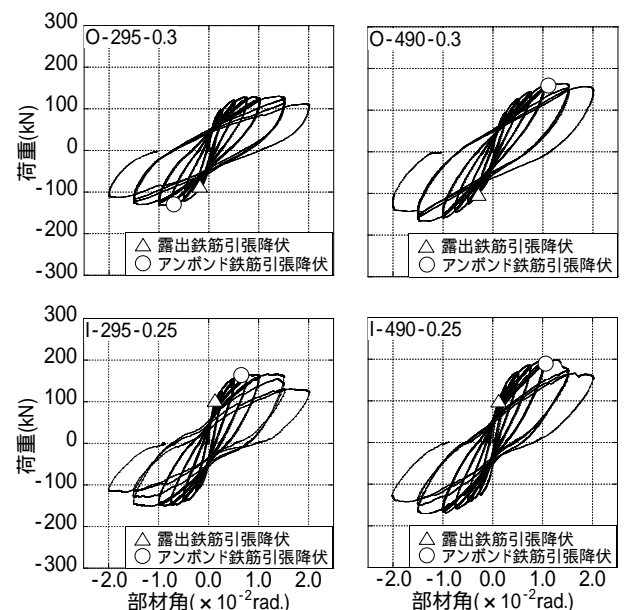 O-295-0.3
O-490-0.3
300
200
100
0
-100
-200
-300
荷重(kN)
△ 露出鉄筋引張降伏
○ アンボンド鉄筋引張降伏
△ 露出鉄筋引張降伏
○ アンボンド鉄筋引張降伏
I-295-0.25
I-490-0.25
300
200
100
0
-100
-200
-300
荷重(kN)
△ 露出鉄筋引張降伏
○ アンボンド鉄筋引張降伏
△ 露出鉄筋引張降伏
○ アンボンド鉄筋引張降伏
-2.0 -1.0 0.0 1.0 2.0
-2.0 -1.0 0.0 1.0 2.0
部材角(×10⁻²rad.)
部材角(×10⁻²rad.)